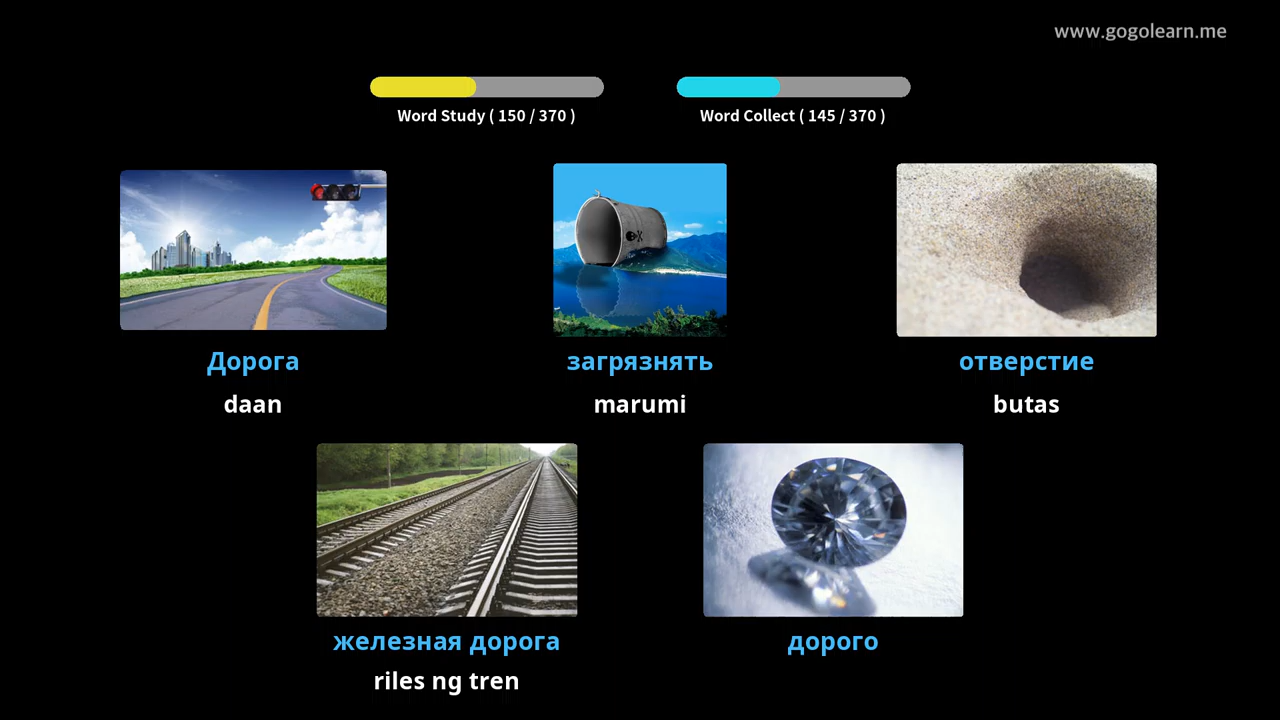 www.gogolearn.me
Word Study ( 150 / 370 )
Word Collect ( 145 / 370 )
Дорога
загрязнять
отверстие
daan
marumi
butas
железная дорога
дорого
riles ng tren